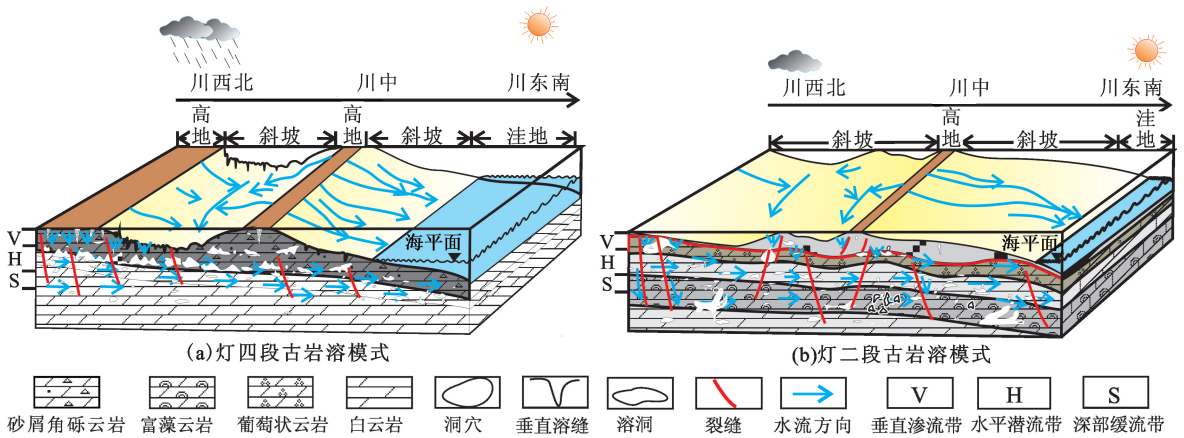 川西北 川中 川东南
高地 斜坡 高地 斜坡 洼地
V
H
S
海平面
(a)灯四段古岩溶模式
川西北 川中 川东南
斜坡 高地 斜坡 洼地
V
H
S
海平面
(b)灯二段古岩溶模式
V H S
砂屑角砾云岩 富藻云岩 葡萄状云岩 白云岩 洞穴 垂直溶缝 溶洞 裂缝 水流方向 垂直渗流带 水平潜流带 深部缓流带